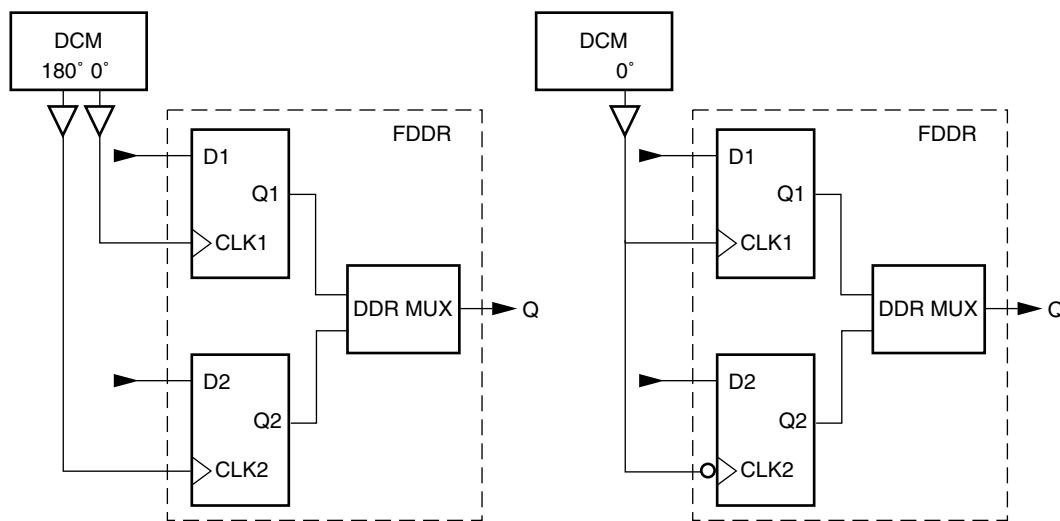 DCM
180° 0°
FDDR
D1
Q1
CLK1
DDR MUX
Q
D2
Q2
CLK2
DCM
0°
FDDR
D1
Q1
CLK1
DDR MUX
Q
D2
Q2
CLK2